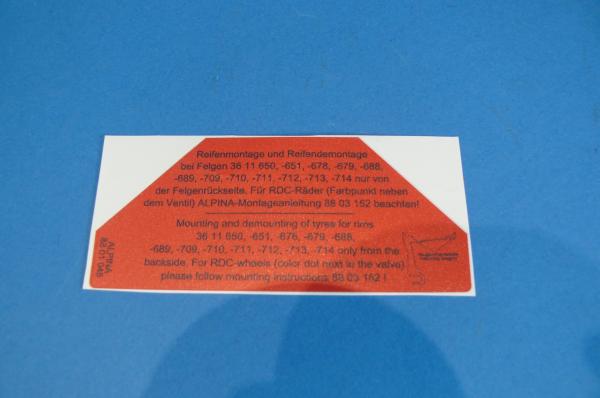 Reifenmontage und Reifendemontage
bei Felgen 36 11 650, -651, -678, -679, -688,
-689, -709, -710, -711, -712, -713, -714 nur von
der Felgenrückseite. Für RDC-Räder (Farbpunkt neben
dem Ventil) ALPINA-Montageanleitung 88 03 152 beachten!
Mounting and demounting of tyres for rims
36 11 650, -651, -678, -679, -688,
-689, -709, -710, -711, -712, -713, -714 only from the
backside. For RDC-wheels (color dot next to the valve)
please follow mounting instructions 88 03 152 !
ALPINA